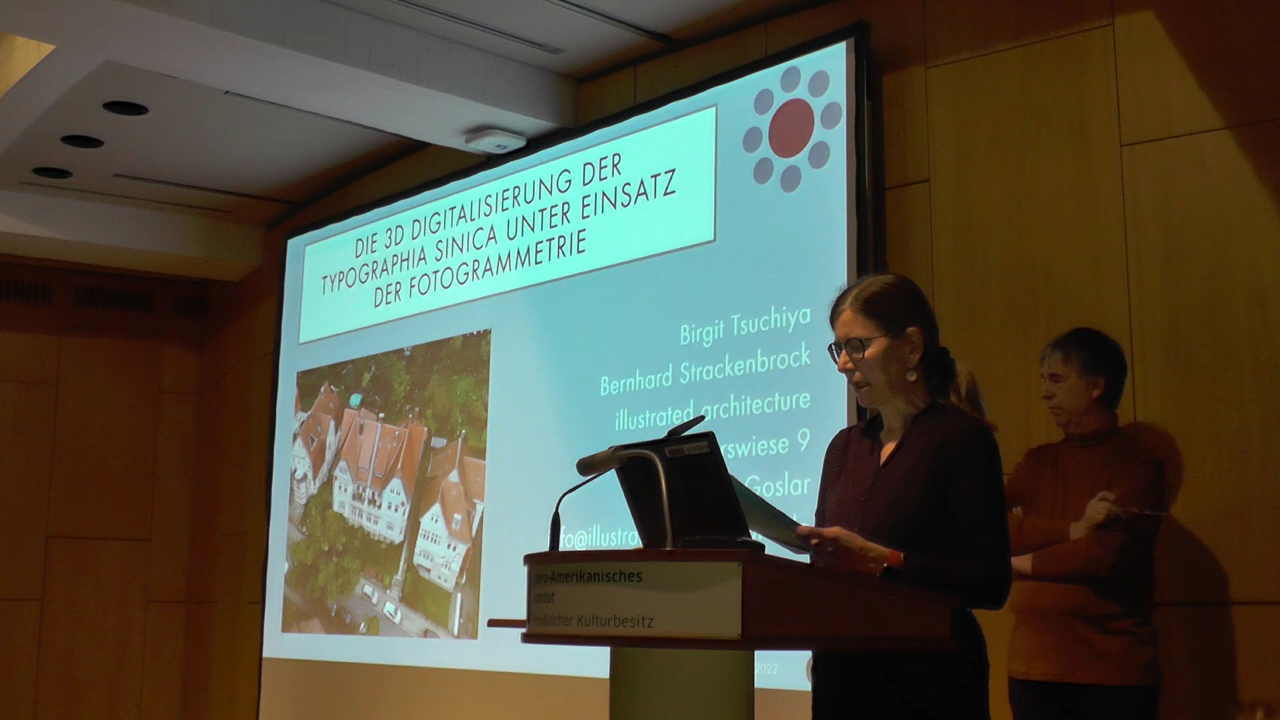 DIE 3D DIGITALISIERUNG DER
TYPOGRAPHIA SINICA UNTER EINSATZ
DER FOTOGRAMMETRIE
Birgit Tsuchiya
Bernhard Strackenbrock
illustrated architecture
9
Goslar
-Amerikanisches
Kulturbesitz
2022